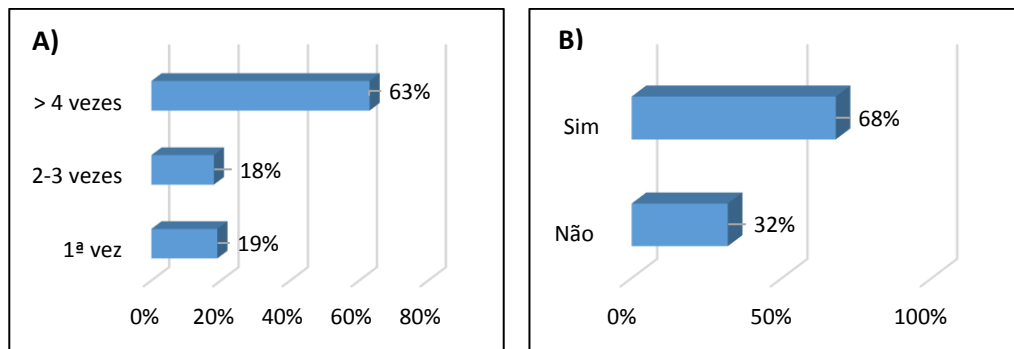 A)
> 4 vezes
63%
2-3 vezes
18%
1ª vez
19%
0% 20% 40% 60% 80%
B)
Sim
68%
Não
32%
0% 50% 100%